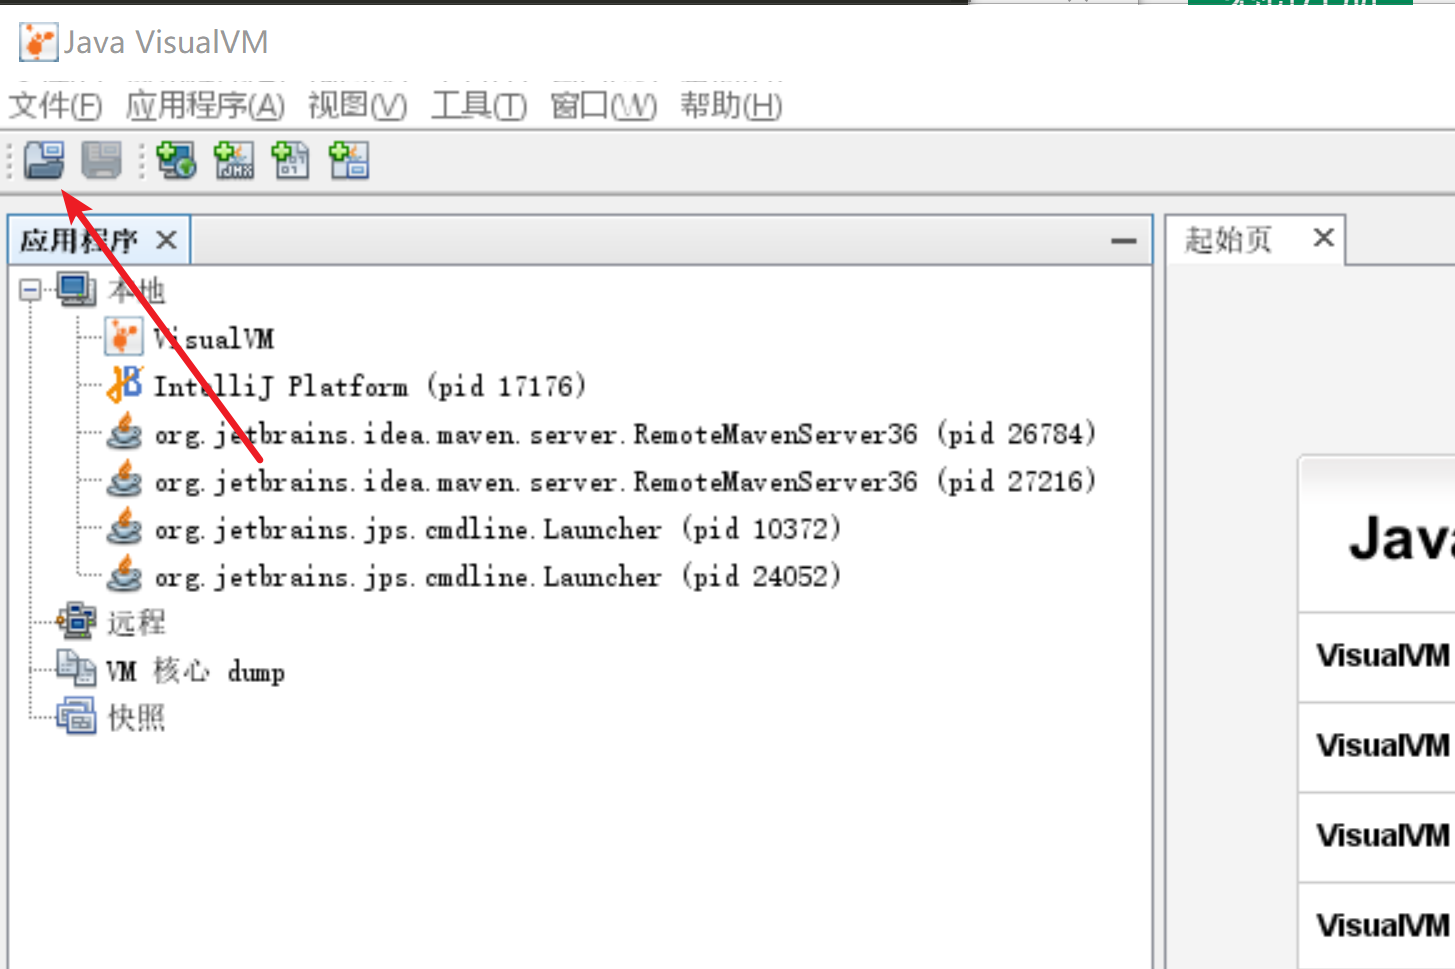 Java VisualVM
文件(F) 应用程序(A) 视图(V) 工具(T) 窗口(W) 帮助(H)
JMX
应用程序
起始页
本地
VisualVM
IntelliJ Platform (pid 17176)
org.jetbrains.idea.maven.server.RemoteMavenServer36 (pid 26784)
org.jetbrains.idea.maven.server.RemoteMavenServer36 (pid 27216)
org.jetbrains.jps.cmdline.Launcher (pid 10372)
org.jetbrains.jps.cmdline.Launcher (pid 24052)
远程
VM 核心 dump
快照
Java
VisualVM
VisualVM
VisualVM
VisualVM